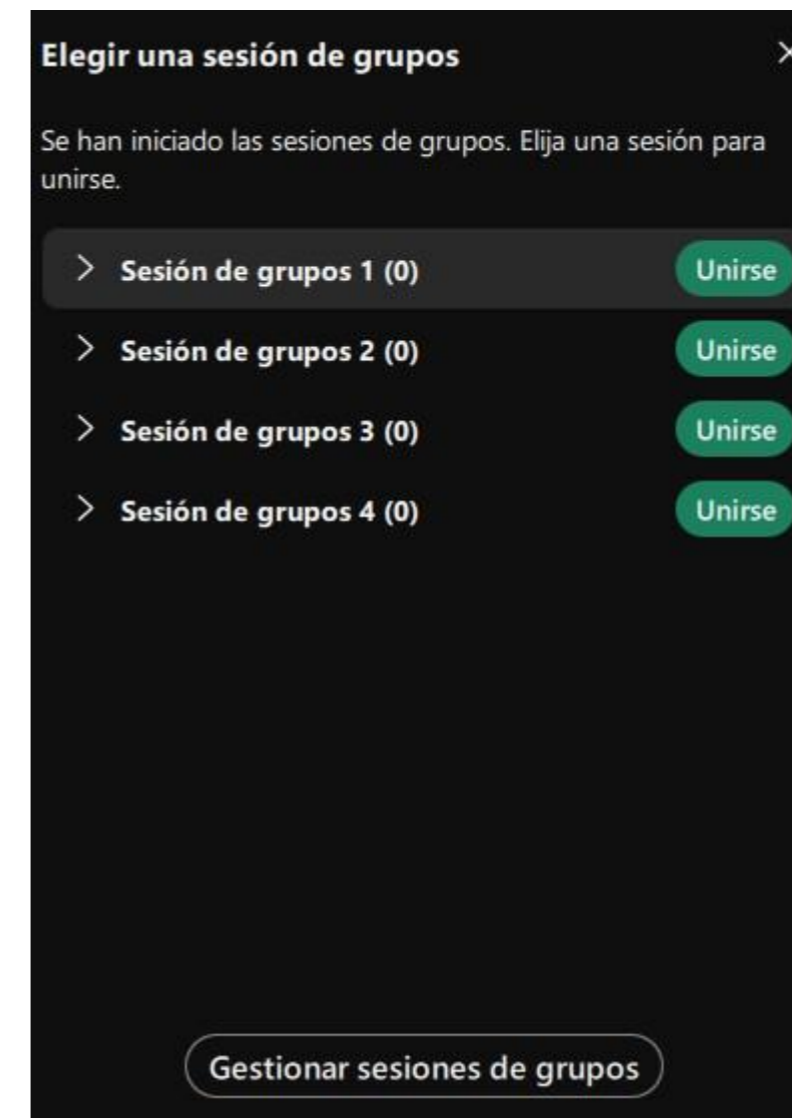 Elegir una sesión de grupos
Se han iniciado las sesiones de grupos. Elija una sesión para
unirse.
Sesión de grupos 1 (0) Unirse
Sesión de grupos 2 (0) Unirse
Sesión de grupos 3 (0) Unirse
Sesión de grupos 4 (0) Unirse
Gestionar sesiones de grupos